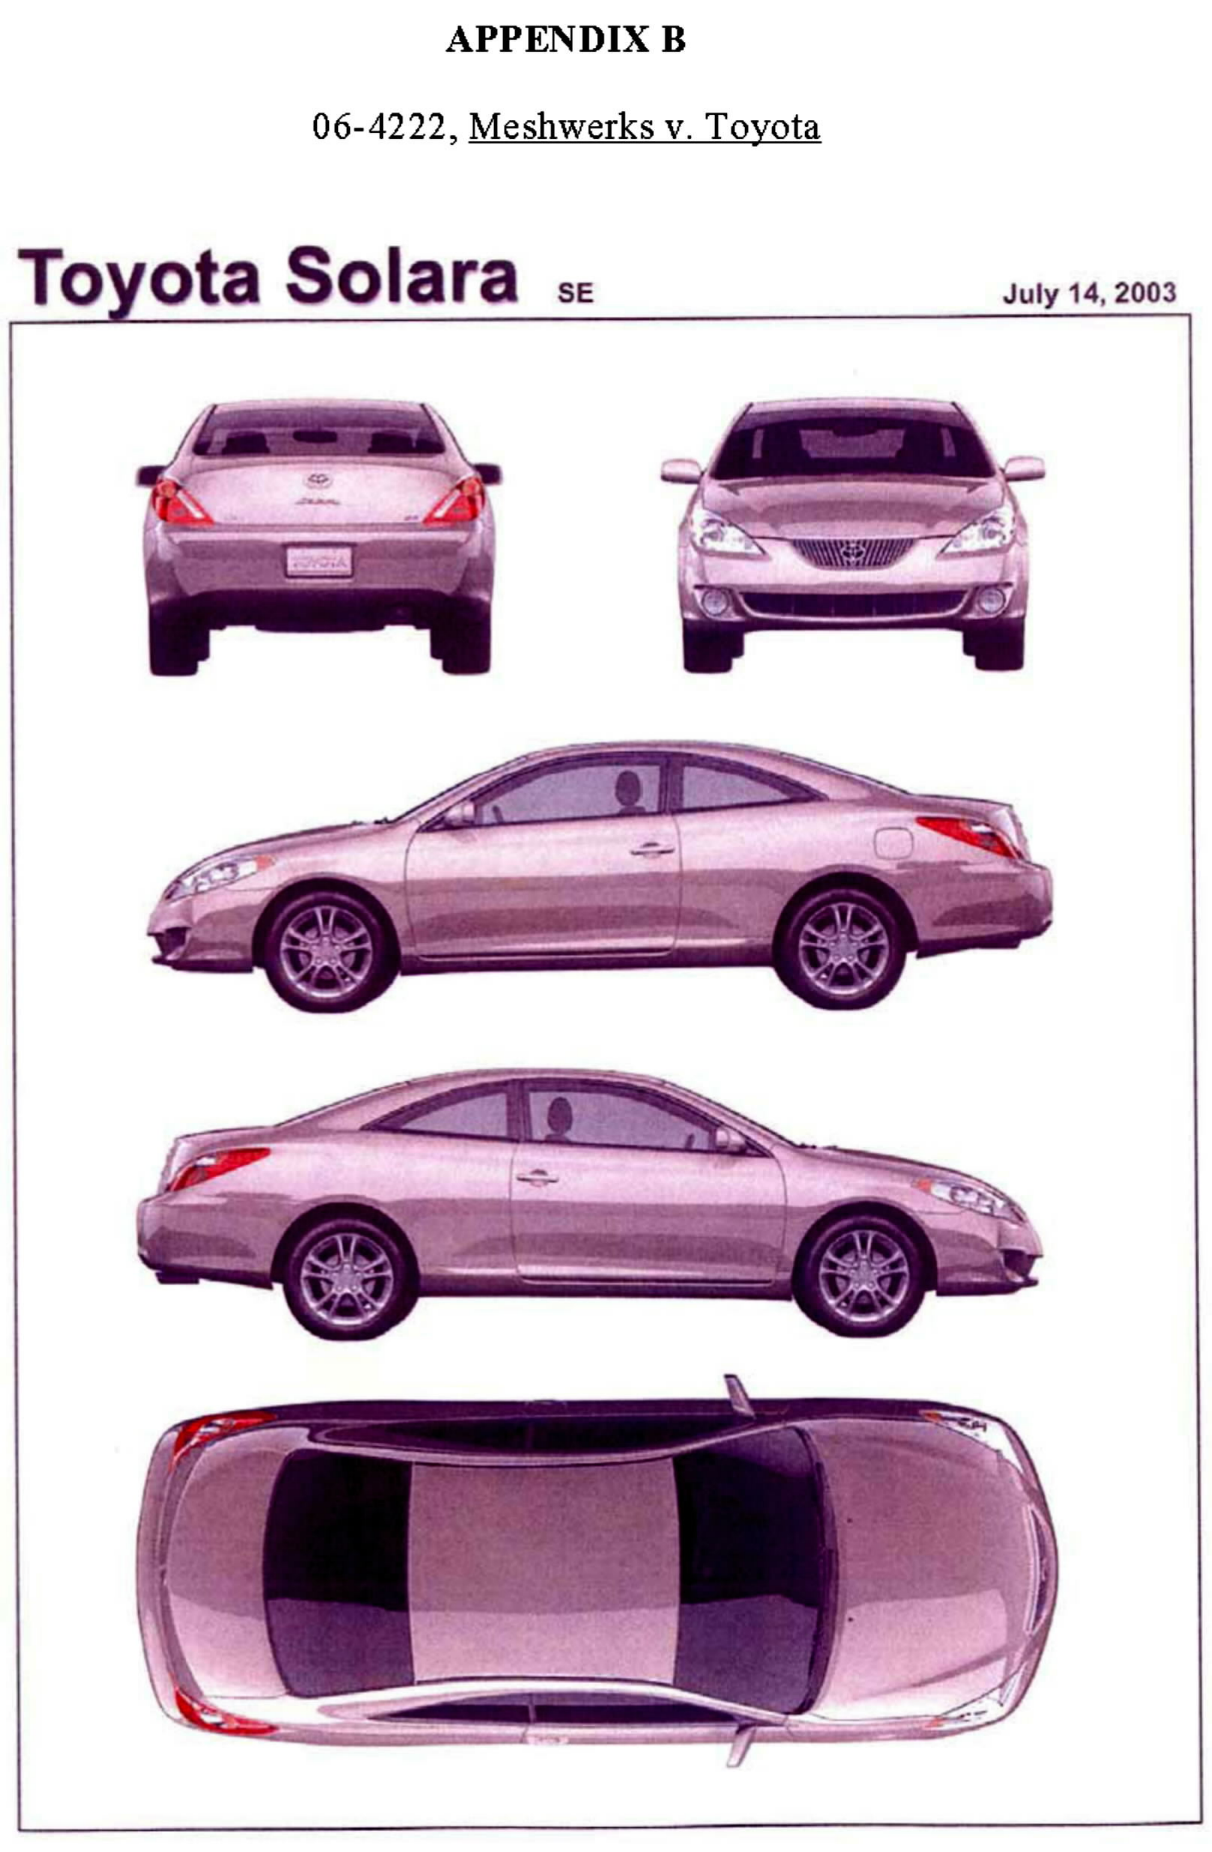 APPENDIX B
06-4222, Meshwerks v. Toyota
Toyota Solara SE
July 14, 2003
TOYOTA